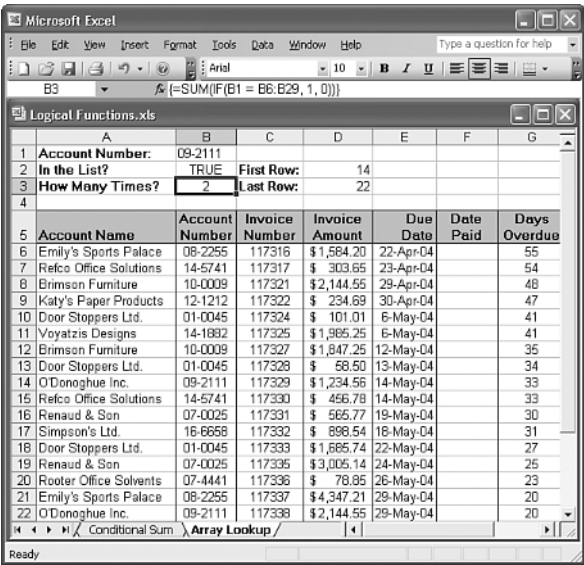 Microsoft Excel
File Edit View Insert Format Tools Data Window Help Type a question for help
Arial 10 B I U
B3 fx {=SUM(IF(B1 = B6:B29, 1, 0))}
Logical Functions.xls
A B C D E F G
1 Account Number: 09-2111
2 In the List? TRUE First Row: 14
3 How Many Times? 2 Last Row: 22
4
Account Invoice Invoice Due Date Days
5 Account Name Number Number Amount Date Paid Overdue
6 Emily's Sports Palace 08-2255 117316 $1,584.20 22-Apr-04 55
7 Refco Office Solutions 14-5741 117317 $ 303.65 23-Apr-04 54
8 Brimson Furniture 10-0009 117321 $2,144.55 29-Apr-04 48
9 Katy's Paper Products 12-1212 117322 $ 234.69 30-Apr-04 47
10 Door Stoppers Ltd. 01-0045 117324 $ 101.01 6-May-04 41
11 Voyatzis Designs 14-1882 117325 $1,985.25 6-May-04 41
12 Brimson Furniture 10-0009 117327 $1,847.25 12-May-04 35
13 Door Stoppers Ltd. 01-0045 117328 $ 58.50 13-May-04 34
14 O'Donoghue Inc. 09-2111 117329 $1,234.56 14-May-04 33
15 Refco Office Solutions 14-5741 117330 $ 456.78 14-May-04 33
16 Renaud & Son 07-0025 117331 $ 565.77 19-May-04 30
17 Simpson's Ltd. 16-6658 117332 $ 898.54 18-May-04 31
18 Door Stoppers Ltd. 01-0045 117333 $1,685.74 22-May-04 27
19 Renaud & Son 07-0025 117335 $3,005.14 24-May-04 25
20 Rooter Office Solvents 07-4441 117336 $ 78.85 26-May-04 23
21 Emily's Sports Palace 08-2255 117337 $4,347.21 29-May-04 20
22 O'Donoghue Inc. 09-2111 117338 $2,144.55 29-May-04 20
Conditional Sum Array Lookup
Ready